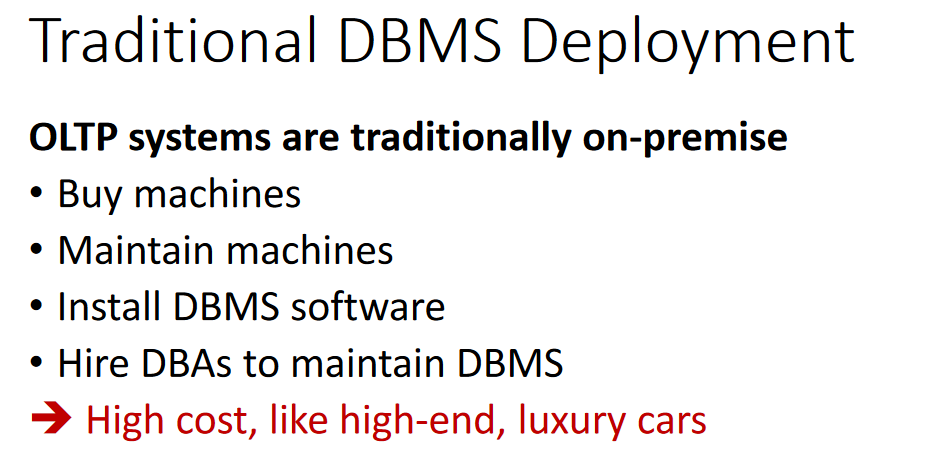 Traditional DBMS Deployment
OLTP systems are traditionally on-premise
• Buy machines
• Maintain machines
• Install DBMS software
• Hire DBAs to maintain DBMS
➔ High cost, like high-end, luxury cars